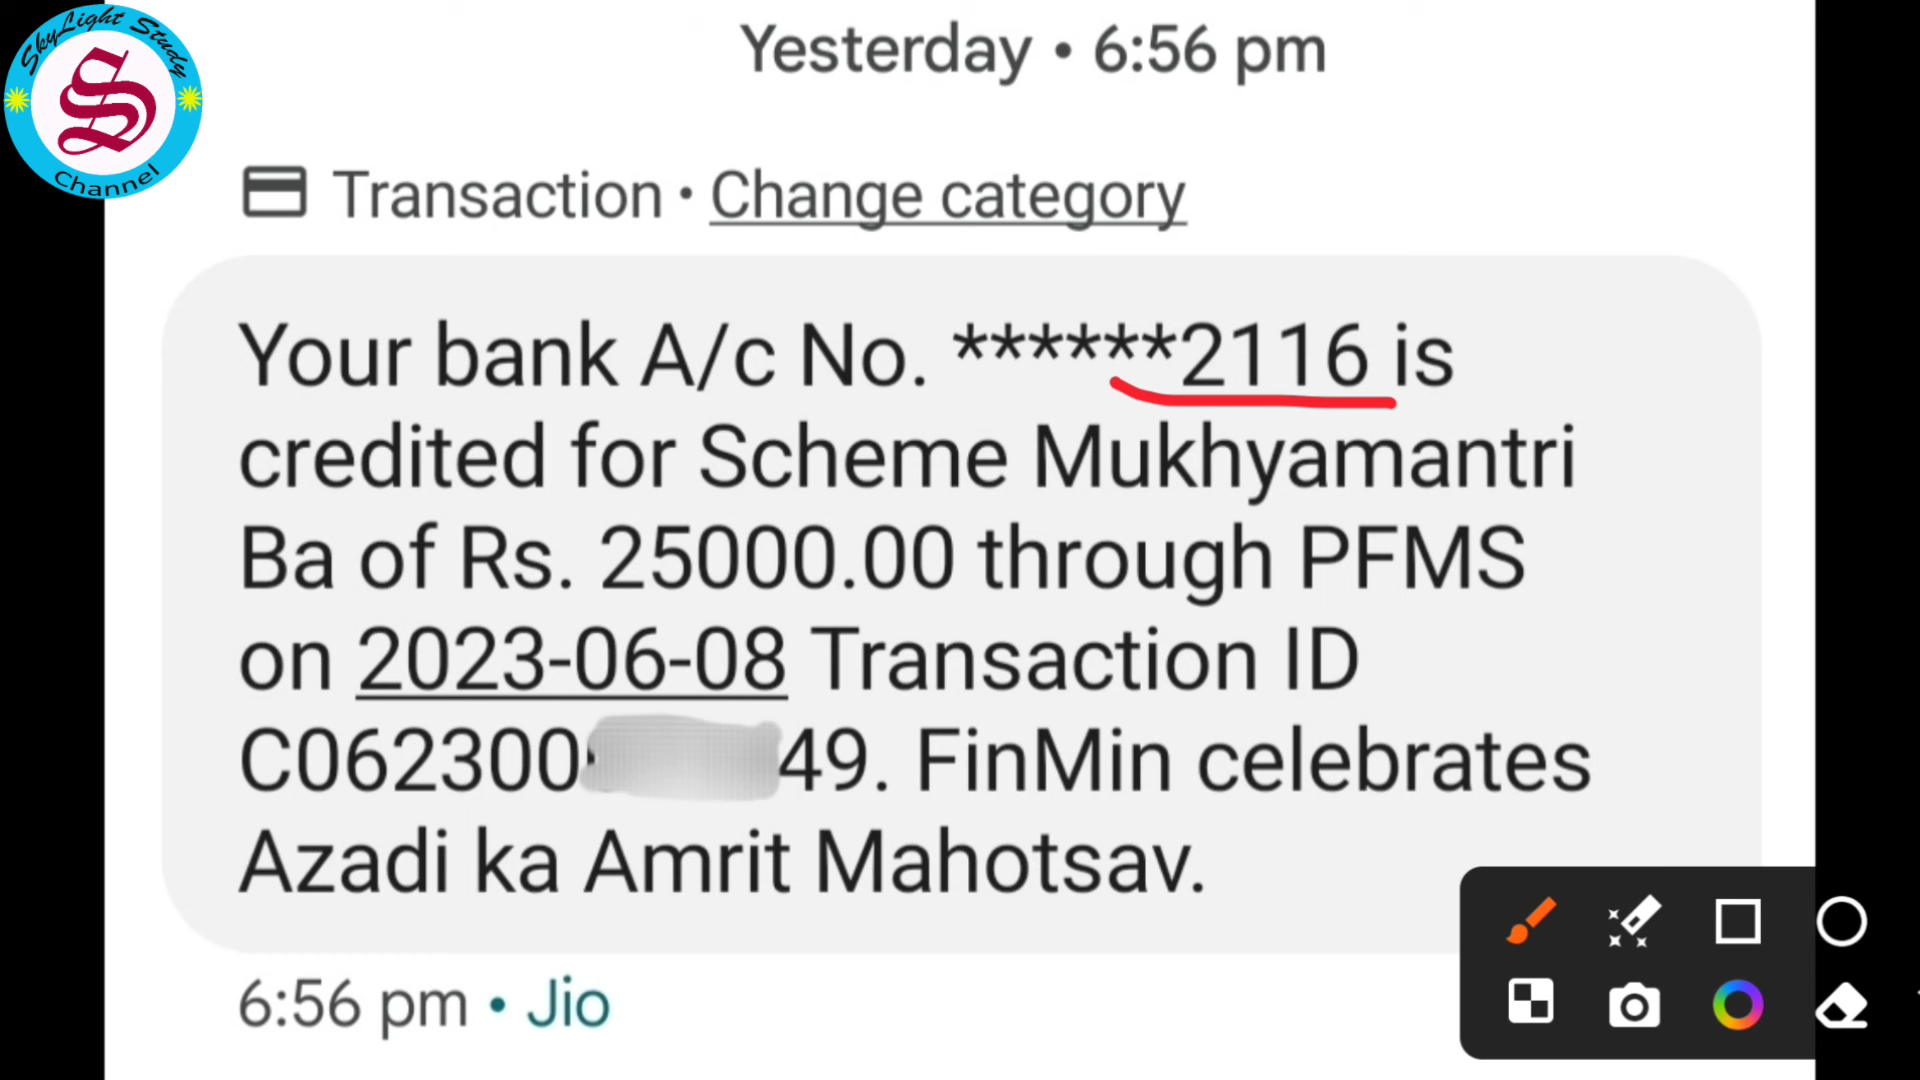 SkyLight Study
S
Channel
Yesterday • 6:56 pm
Transaction • Change category
Your bank A/c No. ******2116 is
credited for Scheme Mukhyamantri
Ba of Rs. 25000.00 through PFMS
on 2023-06-08 Transaction ID
C062300 49. FinMin celebrates
Azadi ka Amrit Mahotsav.
6:56 pm • Jio